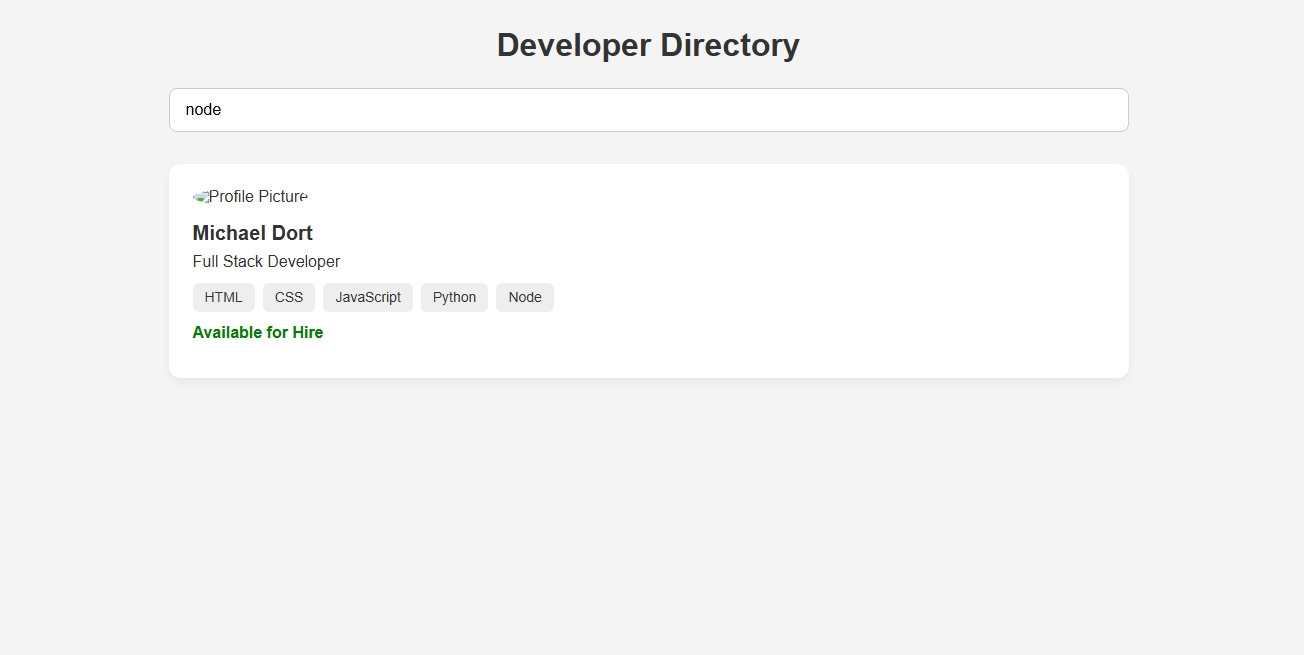 Developer Directory
node
Profile Picture
Michael Dort
Full Stack Developer
HTML CSS JavaScript Python Node
Available for Hire